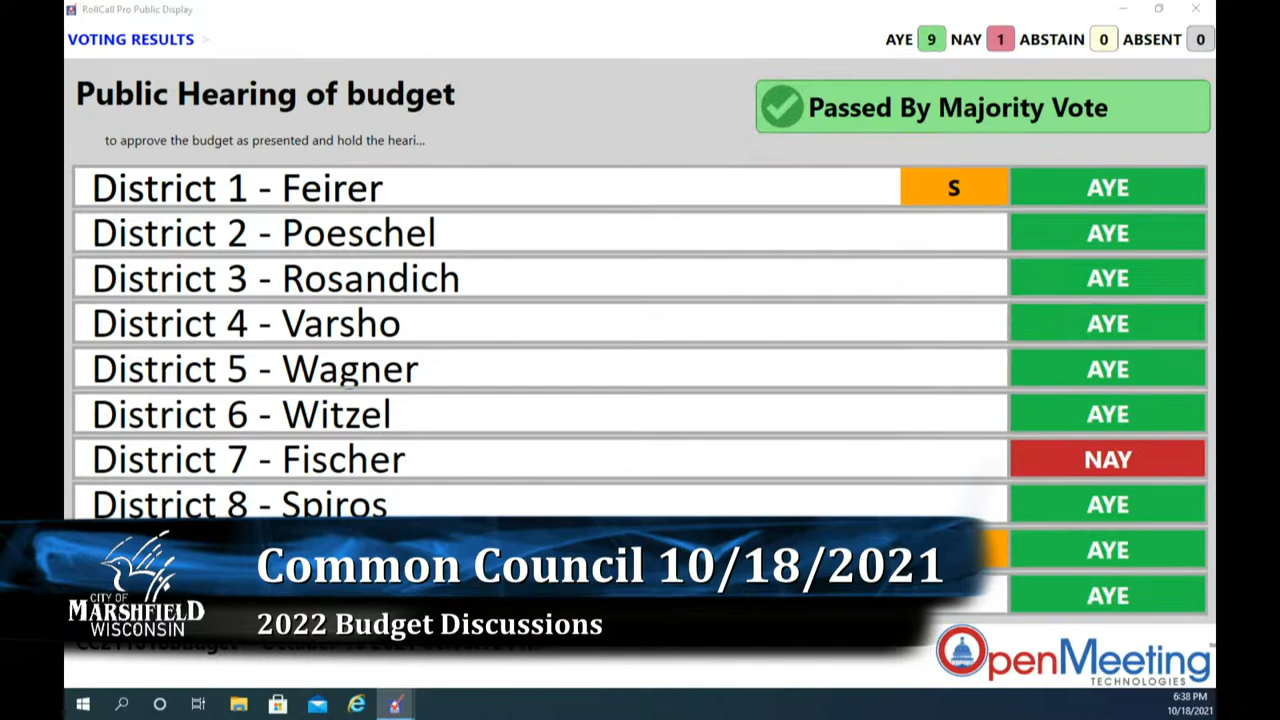 RollCall Pro Public Display
VOTING RESULTS >
AYE 9 NAY 1 ABSTAIN 0 ABSENT 0
Public Hearing of budget
Passed By Majority Vote
to approve the budget as presented and hold the heari...
District 1 - Feirer S AYE
District 2 - Poeschel AYE
District 3 - Rosandich AYE
District 4 - Varsho AYE
District 5 - Wagner AYE
District 6 - Witzel AYE
District 7 - Fischer NAY
District 8 - Spiros AYE
AYE
AYE
Common Council 10/18/2021
2022 Budget Discussions
CITY OF
MARSHFIELD
WISCONSIN
OpenMeeting
TECHNOLOGIES
6:38 PM
10/18/2021